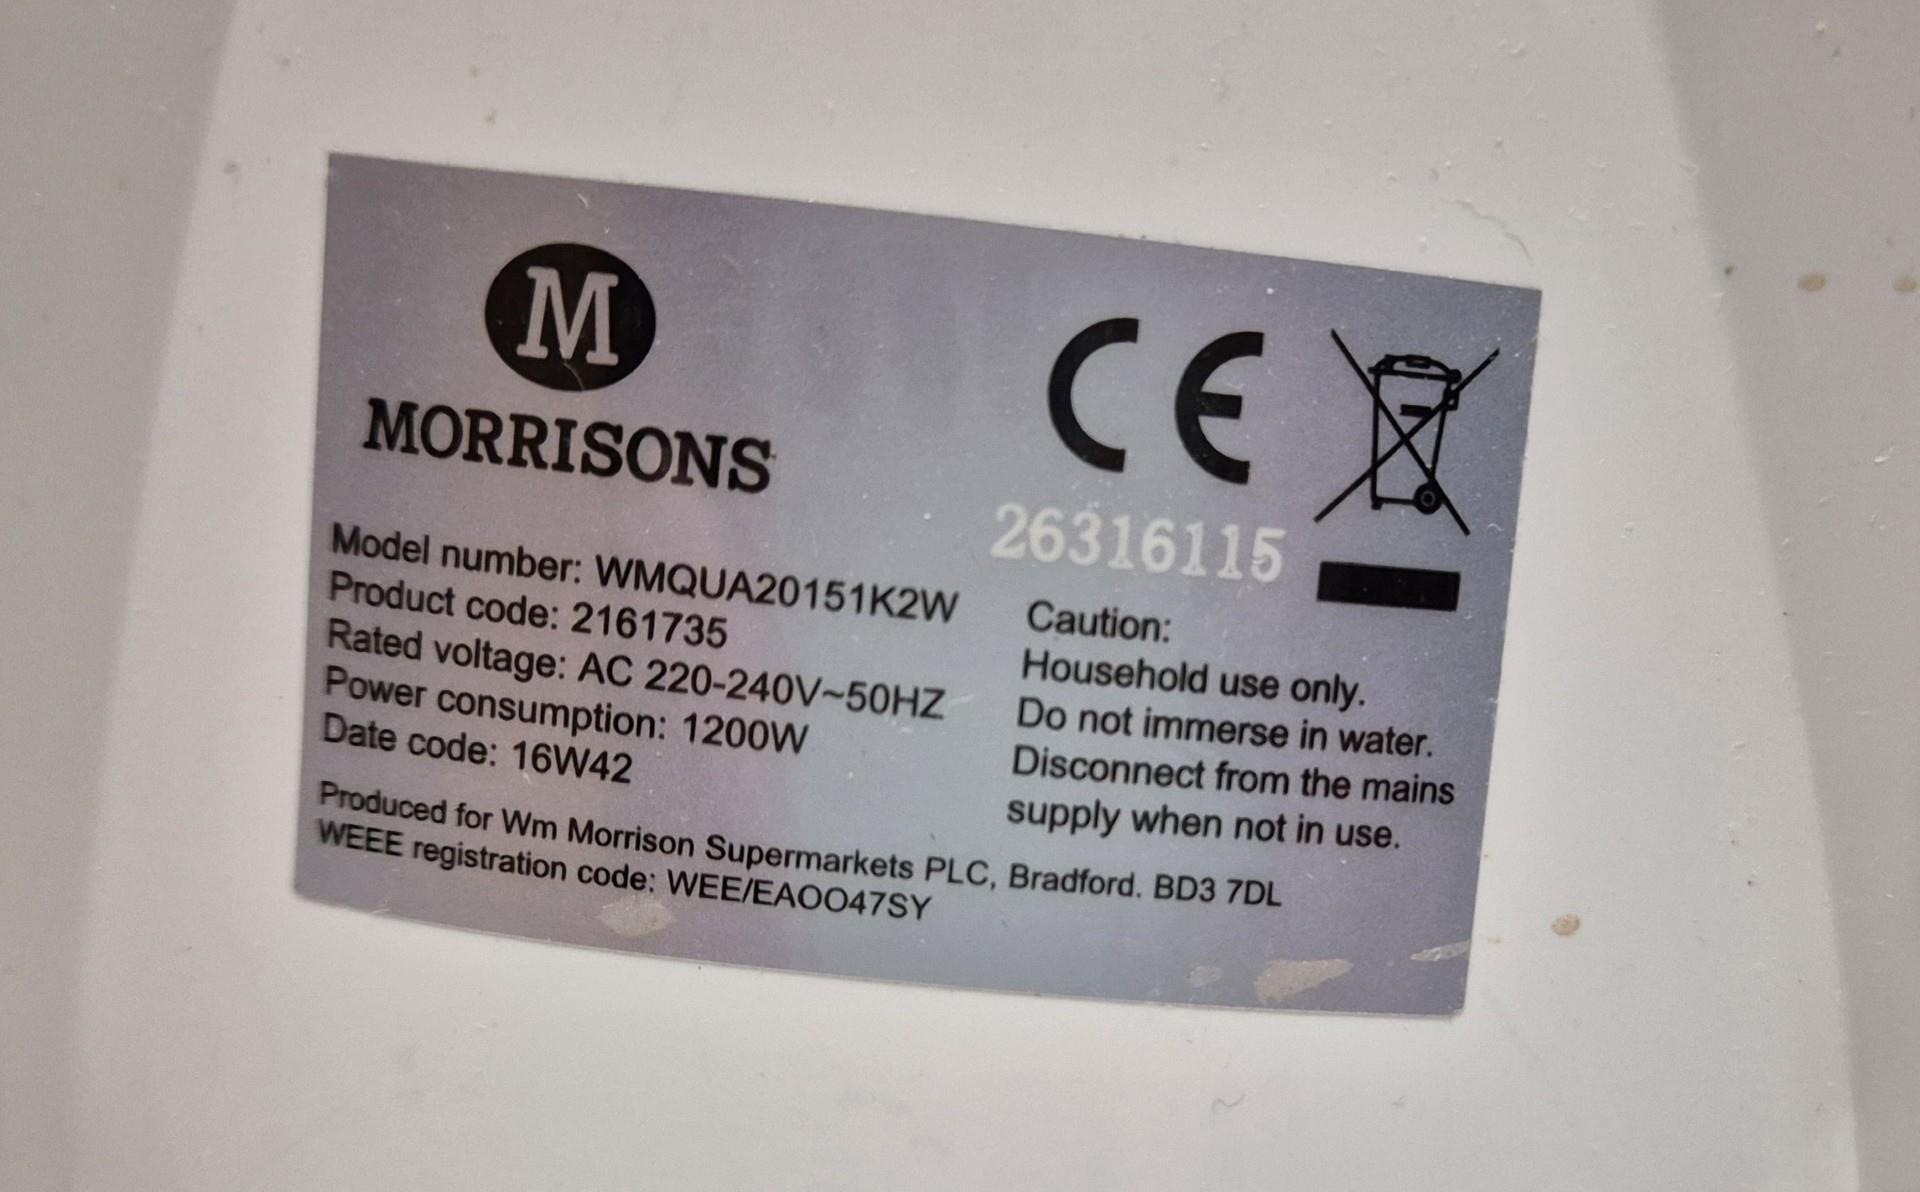 M
MORRISONS
CE
26316115
Model number: WMQUA20151K2W
Product code: 2161735
Rated voltage: AC 220-240V~50HZ
Power consumption: 1200W
Date code: 16W42
Caution:
Household use only.
Do not immerse in water.
Disconnect from the mains
supply when not in use.
Produced for Wm Morrison Supermarkets PLC, Bradford. BD3 7DL
WEEE registration code: WEE/EAOO47SY